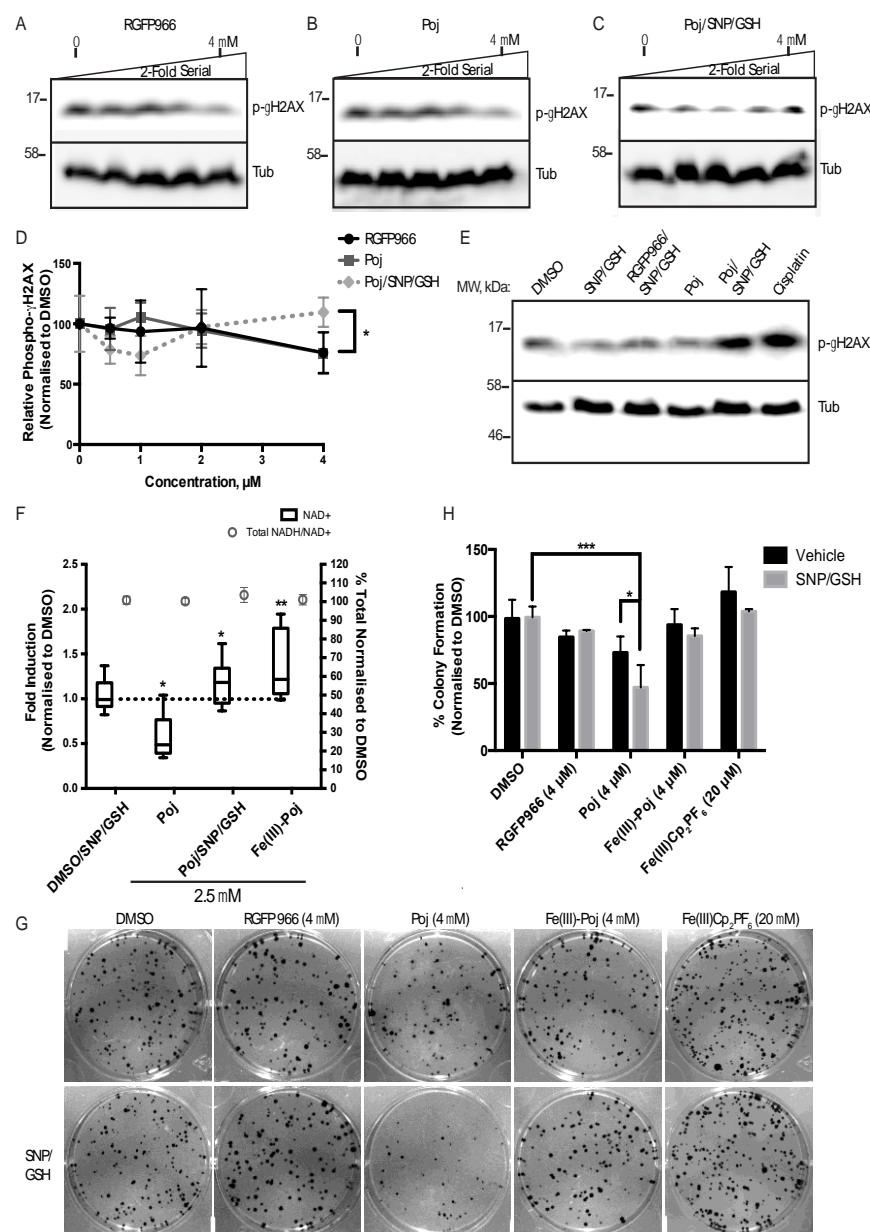 A
RGFP966
0
4 mM
2-Fold Serial
17
p-gH2AX
58
Tub
B
Poj
0
4 mM
2-Fold Serial
17
p-gH2AX
58
Tub
C
Poj/SNP/GSH
0
4 mM
2-Fold Serial
17
p-gH2AX
58
Tub
D
Relative Phospho-γH2AX
(Normalised to DMSO)
150
100
75
50
0
0
1
2
3
4
Concentration, µM
RGFP966
Poj
Poj/SNP/GSH
*
E
MW, kDa:
DMSO
SNP/GSH
RGFP966/
SNP/GSH
Poj
Poj/
SNP/GSH
Cisplatin
17
p-gH2AX
58
Tub
46
F
NAD+
Total NADH/NAD+
Fold Induction
(Normalised to DMSO)
2.5
2.0
1.5
1.0
0.5
0.0
*
*
**
120
110
100
90
80
70
60
50
40
30
20
10
0
% Total Normalised to DMSO
DMSO/SNP/GSH
Poj
Poj/SNP/GSH
Fe(III)-Poj
2.5 mM
H
% Colony Formation
(Normalised to DMSO)
150
100
50
0
***
*
Vehicle
SNP/GSH
DMSO
RGFP966 (4 µM)
Poj (4 µM)
Fe(III)-Poj (4 µM)
Fe(III)Cp2PF6 (20 µM)
G
DMSO
RGFP966 (4 mM)
Poj (4 mM)
Fe(III)-Poj (4 mM)
Fe(III)Cp2PF6 (20 mM)
SNP/
GSH